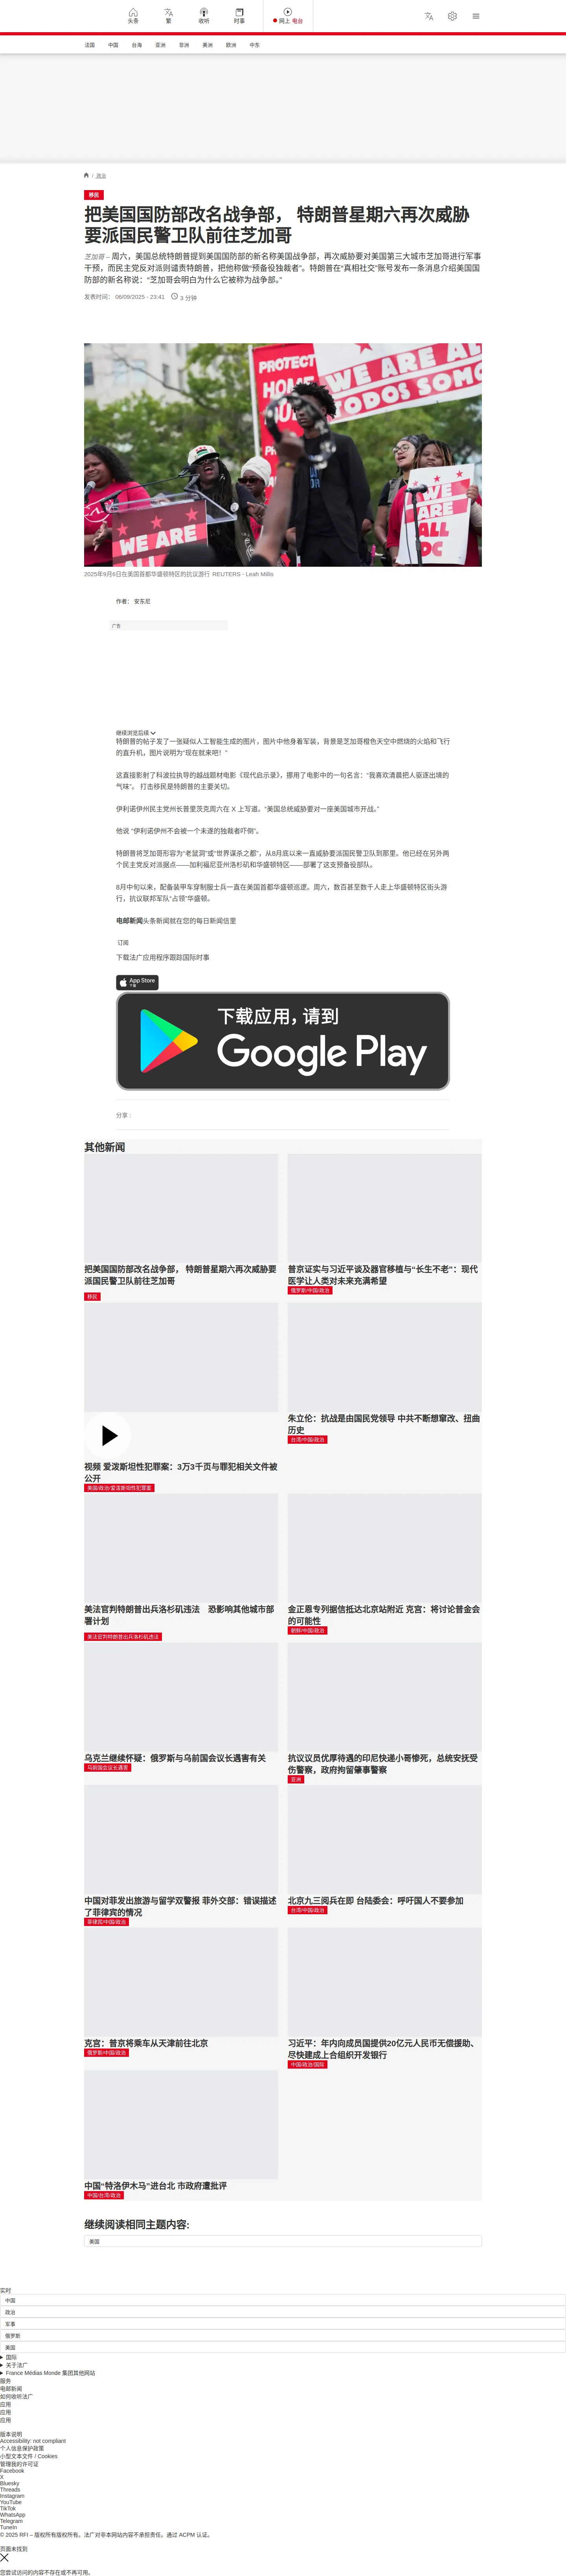 头条
繁
收听
时事
网上 电台
法国
中国
台海
亚洲
非洲
美洲
欧洲
中东
/ 政治
移民
把美国国防部改名战争部， 特朗普星期六再次威胁
要派国民警卫队前往芝加哥
芝加哥 – 周六，美国总统特朗普提到美国国防部的新名称美国战争部，再次威胁要对美国第三大城市芝加哥进行军事
干预，而民主党反对派则谴责特朗普，把他称做“预备役独裁者”。特朗普在“真相社交”账号发布一条消息介绍美国国
防部的新名称说：“芝加哥会明白为什么它被称为战争部。”
发表时间： 06/09/2025 - 23:41
3 分钟
PROTECT
HOME
WE ARE ALL
TODOS SOMOS
WE ARE
WE ARE
ALL
DC
2025年9月6日在美国首都华盛顿特区的抗议游行 REUTERS - Leah Millis
作者： 安东尼
广告
继续浏览后续
特朗普的帖子发了一张疑似人工智能生成的图片，图片中他身着军装，背景是芝加哥橙色天空中燃烧的火焰和飞行
的直升机，图片说明为“现在就来吧！”
这直接影射了科波拉执导的越战题材电影《现代启示录》，挪用了电影中的一句名言：“我喜欢清晨把人驱逐出境的
气味”。 打击移民是特朗普的主要关切。
伊利诺伊州民主党州长普里茨克周六在 X 上写道。“美国总统威胁要对一座美国城市开战。”
他说 “伊利诺伊州不会被一个未遂的独裁者吓倒”。
特朗普将芝加哥形容为“老鼠洞”或“世界谋杀之都”，从8月底以来一直威胁要派国民警卫队到那里。他已经在另外两
个民主党反对派据点——加利福尼亚州洛杉矶和华盛顿特区——部署了这支预备役部队。
8月中旬以来，配备装甲车穿制服士兵一直在美国首都华盛顿巡逻。周六，数百甚至数千人走上华盛顿特区街头游
行，抗议联邦军队“占领”华盛顿。
电邮新闻头条新闻就在您的每日新闻信里
订阅
下载法广应用程序跟踪国际时事
App Store
下载
下载应用，请到
Google Play
分享 :
其他新闻
把美国国防部改名战争部， 特朗普星期六再次威胁要
派国民警卫队前往芝加哥
移民
普京证实与习近平谈及器官移植与“长生不老”：现代
医学让人类对未来充满希望
俄罗斯/中国/政治
视频 爱泼斯坦性犯罪案：3万3千页与罪犯相关文件被
公开
美国/政治/爱泼斯坦性犯罪案
朱立伦：抗战是由国民党领导 中共不断想窜改、扭曲
历史
台湾/中国/政治
美法官判特朗普出兵洛杉矶违法　恐影响其他城市部
署计划
美法官判特朗普出兵洛杉矶违法
金正恩专列据信抵达北京站附近 克宫：将讨论普金会
的可能性
朝鲜/中国/政治
乌克兰继续怀疑：俄罗斯与乌前国会议长遇害有关
乌前国会议长遇害
抗议议员优厚待遇的印尼快递小哥惨死，总统安抚受
伤警察，政府拘留肇事警察
亚洲
中国对菲发出旅游与留学双警报 菲外交部：错误描述
了菲律宾的情况
菲律宾/中国/政治
北京九三阅兵在即 台陆委会：呼吁国人不要参加
台湾/中国/政治
克宫：普京将乘车从天津前往北京
俄罗斯/中国/政治
习近平：年内向成员国提供20亿元人民币无偿援助、
尽快建成上合组织开发银行
中国/政治/国际
中国“特洛伊木马”进台北 市政府遭批评
中国/台湾/政治
继续阅读相同主题内容:
美国
实时
中国
政治
军事
俄罗斯
美国
国际
关于法广
France Médias Monde 集团其他网站
服务
电邮新闻
如何收听法广
应用
应用
应用
版本说明
Accessibility: not compliant
个人信息保护政策
小型文本文件 / Cookies
管理我的许可证
Facebook
X
Bluesky
Threads
Instagram
YouTube
TikTok
WhatsApp
Telegram
TuneIn
© 2025 RFI – 版权所有版权所有。法广对非本网站内容不承担责任。通过 ACPM 认证。
页面未找到
您尝试访问的内容不存在或不再可用。